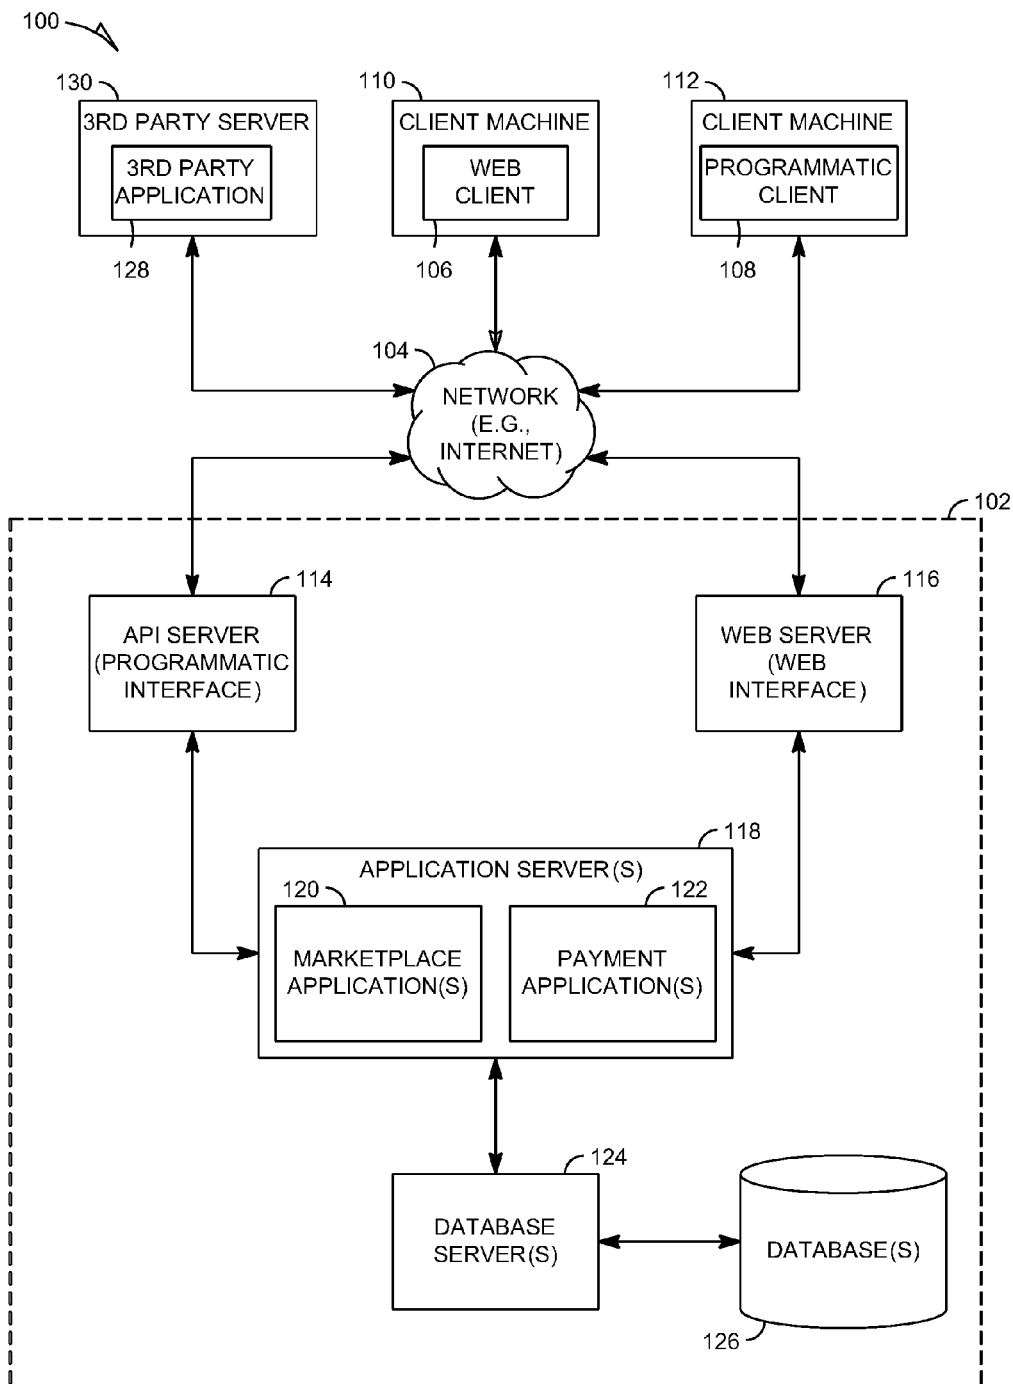 100
130
110
112
3RD PARTY SERVER
CLIENT MACHINE
CLIENT MACHINE
3RD PARTY
APPLICATION
WEB
CLIENT
PROGRAMMATIC
CLIENT
128
106
108
104
NETWORK
(E.G.,
INTERNET)
102
114
116
API SERVER
(PROGRAMMATIC
INTERFACE)
WEB SERVER
(WEB
INTERFACE)
118
APPLICATION SERVER(S)
120
122
MARKETPLACE
APPLICATION(S)
PAYMENT
APPLICATION(S)
124
DATABASE
SERVER(S)
DATABASE(S)
126